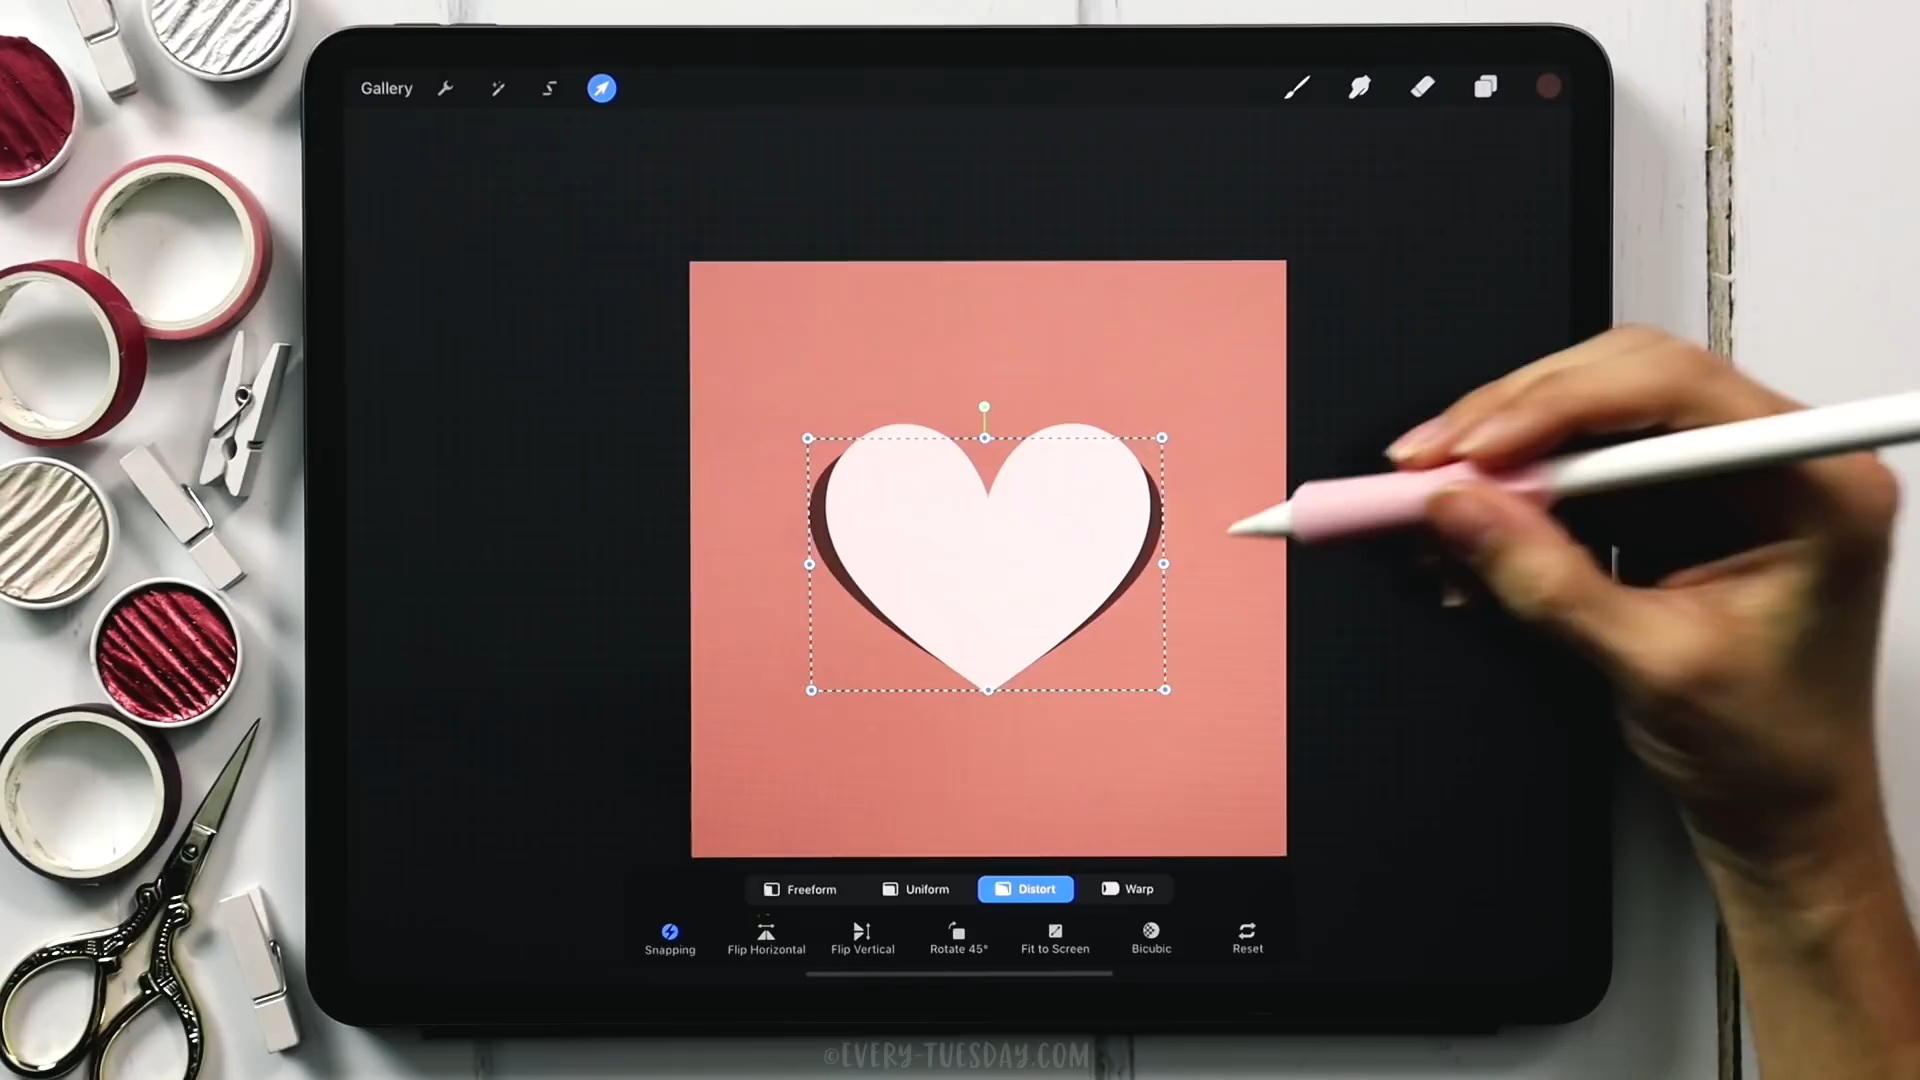 Gallery
Freeform Uniform Distort Warp
Snapping Flip Horizontal Flip Vertical Rotate 45° Fit to Screen Bicubic Reset
©EVERY-TUESDAY.COM